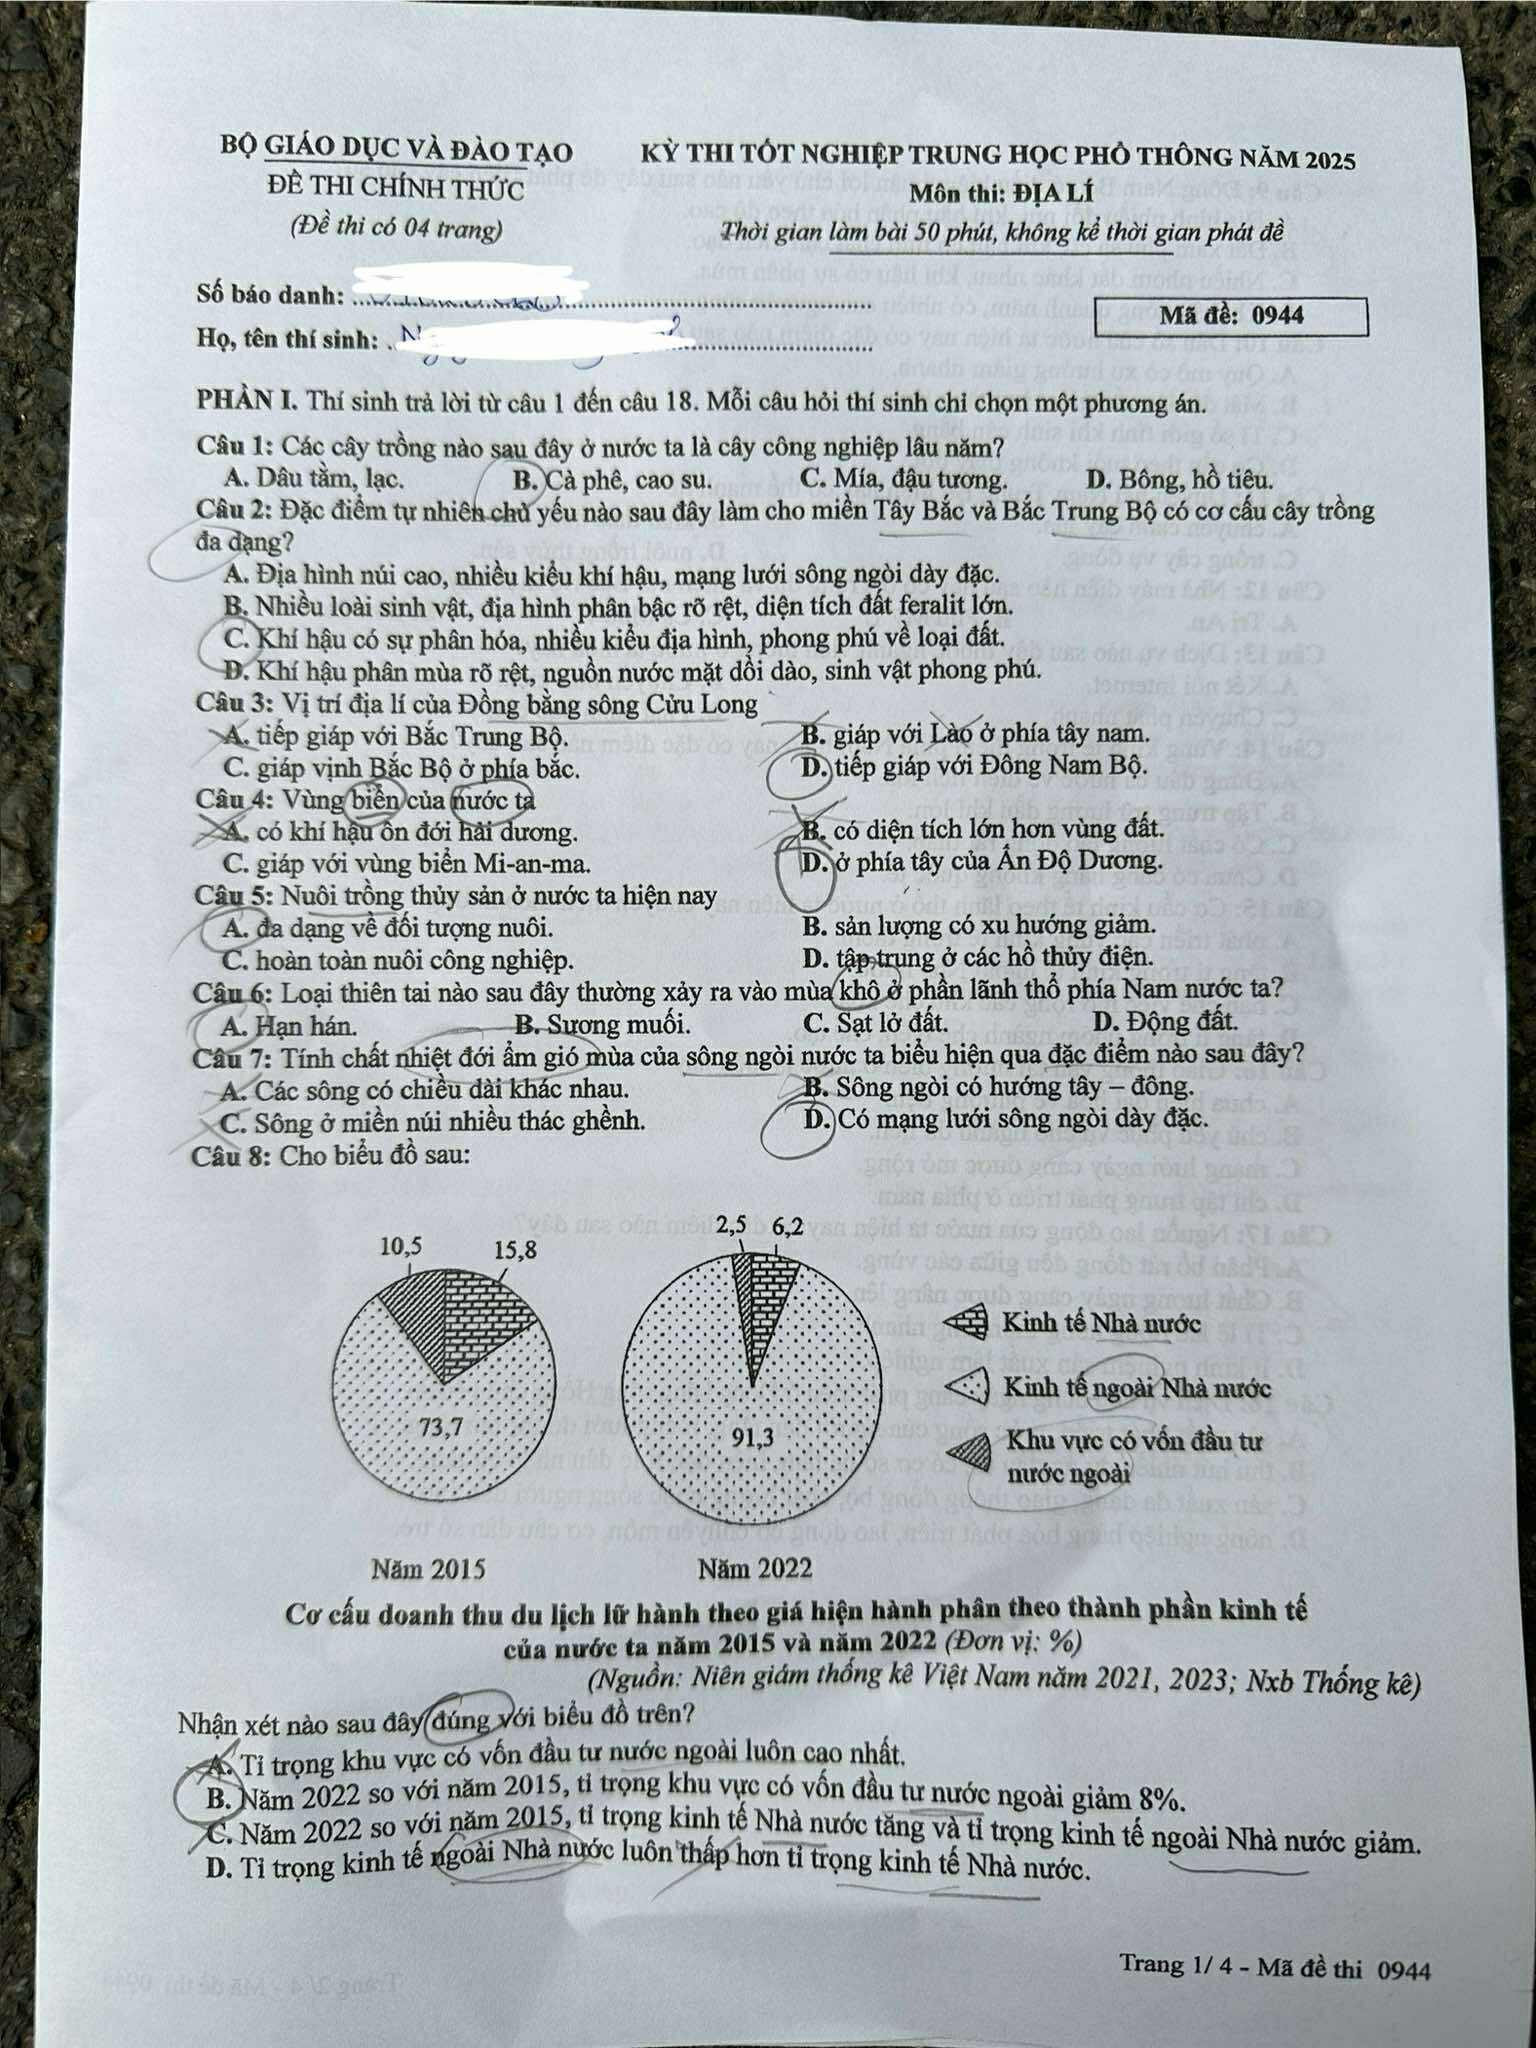 BỘ GIÁO DỤC VÀ ĐÀO TẠO
ĐỀ THI CHÍNH THỨC
(Đề thi có 04 trang)
KỲ THI TỐT NGHIỆP TRUNG HỌC PHỔ THÔNG NĂM 2025
Môn thi: ĐỊA LÍ
Thời gian làm bài 50 phút, không kể thời gian phát đề
Số báo danh:
Họ, tên thí sinh:
Mã đề: 0944
PHẦN I. Thí sinh trả lời từ câu 1 đến câu 18. Mỗi câu hỏi thí sinh chỉ chọn một phương án.
Câu 1: Các cây trồng nào sau đây ở nước ta là cây công nghiệp lâu năm?
A. Dâu tằm, lạc. B. Cà phê, cao su. C. Mía, đậu tương. D. Bông, hồ tiêu.
Câu 2: Đặc điểm tự nhiên chủ yếu nào sau đây làm cho miền Tây Bắc và Bắc Trung Bộ có cơ cấu cây trồng
đa dạng?
A. Địa hình núi cao, nhiều kiểu khí hậu, mạng lưới sông ngòi dày đặc.
B. Nhiều loài sinh vật, địa hình phân bậc rõ rệt, diện tích đất feralit lớn.
C. Khí hậu có sự phân hóa, nhiều kiểu địa hình, phong phú về loại đất.
D. Khí hậu phân mùa rõ rệt, nguồn nước mặt dồi dào, sinh vật phong phú.
Câu 3: Vị trí địa lí của Đồng bằng sông Cửu Long
A. tiếp giáp với Bắc Trung Bộ. B. giáp với Lào ở phía tây nam.
C. giáp vịnh Bắc Bộ ở phía bắc. D. tiếp giáp với Đông Nam Bộ.
Câu 4: Vùng biển của nước ta
A. có khí hậu ôn đới hải dương. B. có diện tích lớn hơn vùng đất.
C. giáp với vùng biển Mi-an-ma. D. ở phía tây của Ấn Độ Dương.
Câu 5: Nuôi trồng thủy sản ở nước ta hiện nay
A. đa dạng về đối tượng nuôi. B. sản lượng có xu hướng giảm.
C. hoàn toàn nuôi công nghiệp. D. tập trung ở các hồ thủy điện.
Câu 6: Loại thiên tai nào sau đây thường xảy ra vào mùa khô ở phần lãnh thổ phía Nam nước ta?
A. Hạn hán. B. Sương muối. C. Sạt lở đất. D. Động đất.
Câu 7: Tính chất nhiệt đới ẩm gió mùa của sông ngòi nước ta biểu hiện qua đặc điểm nào sau đây?
A. Các sông có chiều dài khác nhau. B. Sông ngòi có hướng tây – đông.
C. Sông ở miền núi nhiều thác ghềnh. D. Có mạng lưới sông ngòi dày đặc.
Câu 8: Cho biểu đồ sau:
10,5 15,8 2,5 6,2
73,7 91,3
Kinh tế Nhà nước
Kinh tế ngoài Nhà nước
Khu vực có vốn đầu tư
nước ngoài
Năm 2015 Năm 2022
Cơ cấu doanh thu du lịch lữ hành theo giá hiện hành phân theo thành phần kinh tế
của nước ta năm 2015 và năm 2022 (Đơn vị: %)
(Nguồn: Niên giám thống kê Việt Nam năm 2021, 2023; Nxb Thống kê)
Nhận xét nào sau đây đúng với biểu đồ trên?
A. Tỉ trọng khu vực có vốn đầu tư nước ngoài luôn cao nhất.
B. Năm 2022 so với năm 2015, tỉ trọng khu vực có vốn đầu tư nước ngoài giảm 8%.
C. Năm 2022 so với năm 2015, tỉ trọng kinh tế Nhà nước tăng và tỉ trọng kinh tế ngoài Nhà nước giảm.
D. Tỉ trọng kinh tế ngoài Nhà nước luôn thấp hơn tỉ trọng kinh tế Nhà nước.
Trang 1/ 4 - Mã đề thi 0944